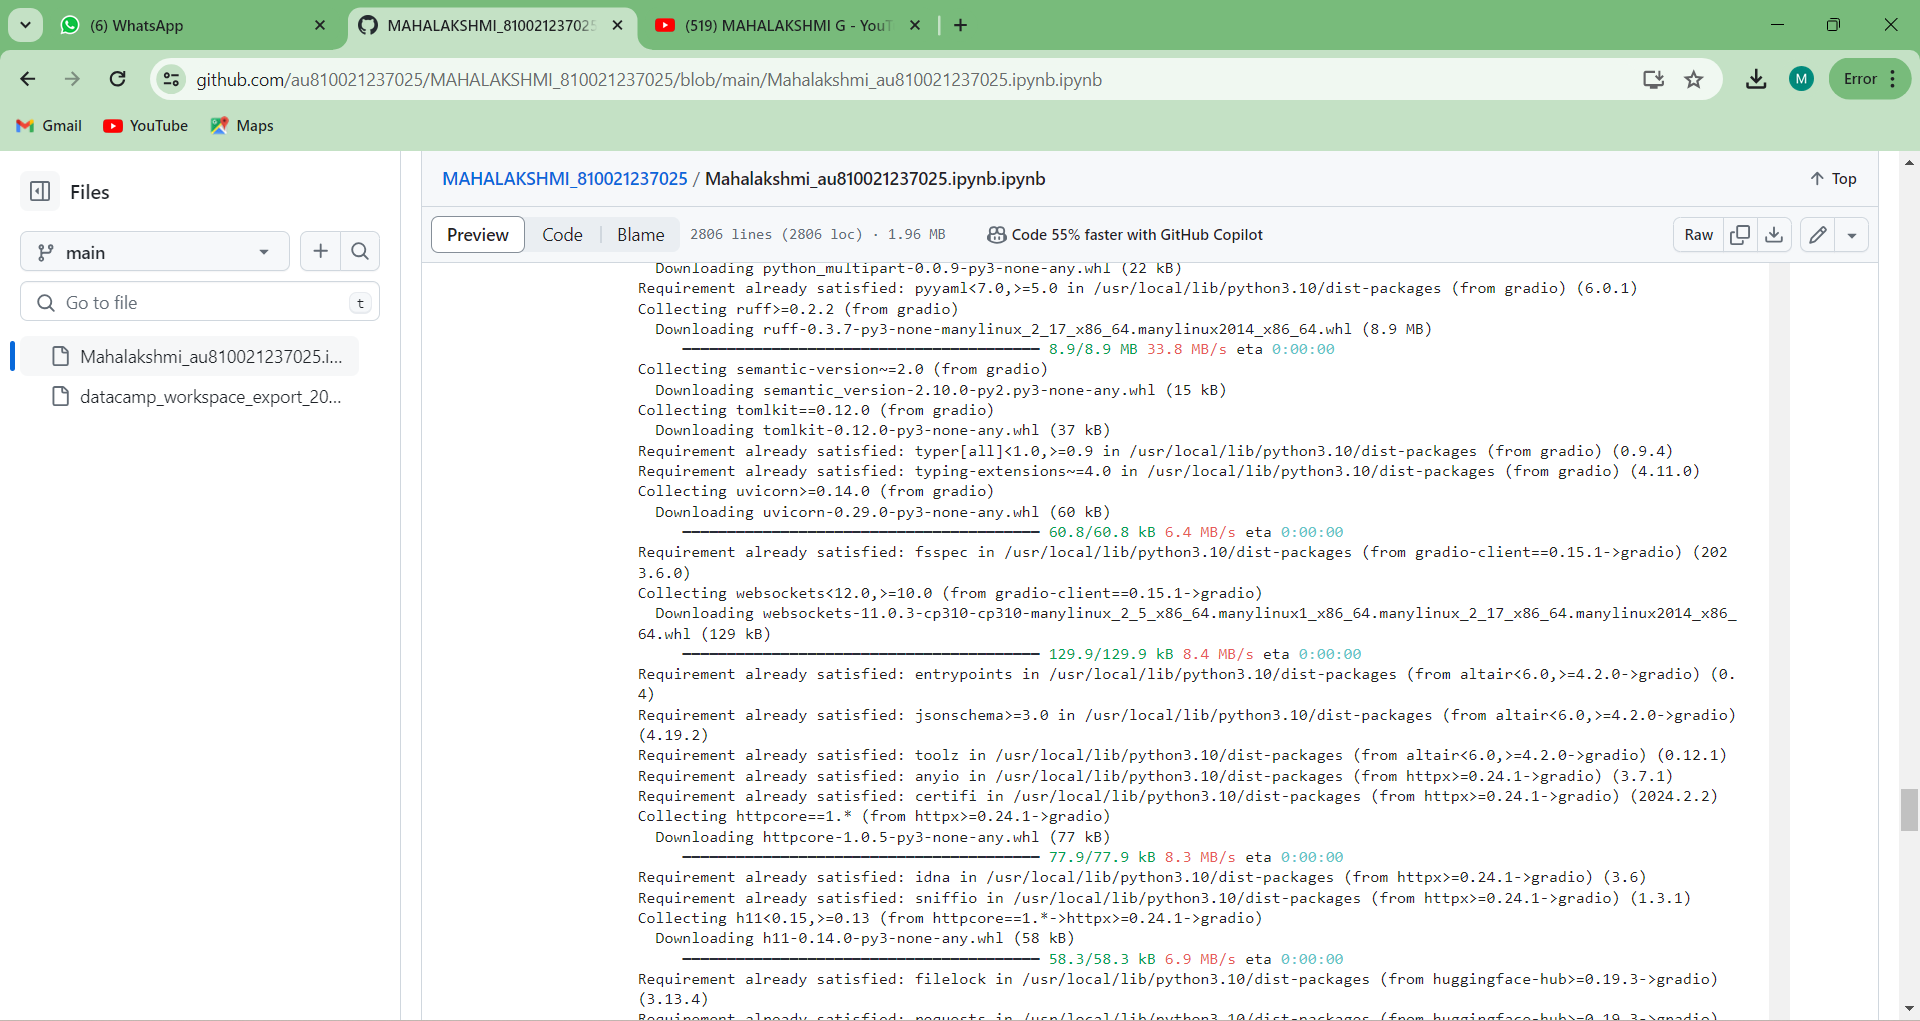 (6) WhatsApp
MAHALAKSHMI_810021237025
(519) MAHALAKSHMI G - YouT
github.com/au810021237025/MAHALAKSHMI_810021237025/blob/main/Mahalakshmi_au810021237025.ipynb.ipynb
M
Error
Gmail
YouTube
Maps
Files
MAHALAKSHMI_810021237025 / Mahalakshmi_au810021237025.ipynb.ipynb
Top
main
Preview
Code
Blame
2806 lines (2806 loc) · 1.96 MB
Code 55% faster with GitHub Copilot
Raw
Go to file
t
Mahalakshmi_au810021237025.i...
datacamp_workspace_export_20...
Downloading python_multipart-0.0.9-py3-none-any.whl (22 kB)
Requirement already satisfied: pyyaml<7.0,>=5.0 in /usr/local/lib/python3.10/dist-packages (from gradio) (6.0.1)
Collecting ruff>=0.2.2 (from gradio)
Downloading ruff-0.3.7-py3-none-manylinux_2_17_x86_64.manylinux2014_x86_64.whl (8.9 MB)
8.9/8.9 MB 33.8 MB/s eta 0:00:00
Collecting semantic-version~=2.0 (from gradio)
Downloading semantic_version-2.10.0-py2.py3-none-any.whl (15 kB)
Collecting tomlkit==0.12.0 (from gradio)
Downloading tomlkit-0.12.0-py3-none-any.whl (37 kB)
Requirement already satisfied: typer[all]<1.0,>=0.9 in /usr/local/lib/python3.10/dist-packages (from gradio) (0.9.4)
Requirement already satisfied: typing-extensions~=4.0 in /usr/local/lib/python3.10/dist-packages (from gradio) (4.11.0)
Collecting uvicorn>=0.14.0 (from gradio)
Downloading uvicorn-0.29.0-py3-none-any.whl (60 kB)
60.8/60.8 kB 6.4 MB/s eta 0:00:00
Requirement already satisfied: fsspec in /usr/local/lib/python3.10/dist-packages (from gradio-client==0.15.1->gradio) (202
3.6.0)
Collecting websockets<12.0,>=10.0 (from gradio-client==0.15.1->gradio)
Downloading websockets-11.0.3-cp310-cp310-manylinux_2_5_x86_64.manylinux1_x86_64.manylinux_2_17_x86_64.manylinux2014_x86_
64.whl (129 kB)
129.9/129.9 kB 8.4 MB/s eta 0:00:00
Requirement already satisfied: entrypoints in /usr/local/lib/python3.10/dist-packages (from altair<6.0,>=4.2.0->gradio) (0.
4)
Requirement already satisfied: jsonschema>=3.0 in /usr/local/lib/python3.10/dist-packages (from altair<6.0,>=4.2.0->gradio)
(4.19.2)
Requirement already satisfied: toolz in /usr/local/lib/python3.10/dist-packages (from altair<6.0,>=4.2.0->gradio) (0.12.1)
Requirement already satisfied: anyio in /usr/local/lib/python3.10/dist-packages (from httpx>=0.24.1->gradio) (3.7.1)
Requirement already satisfied: certifi in /usr/local/lib/python3.10/dist-packages (from httpx>=0.24.1->gradio) (2024.2.2)
Collecting httpcore==1.* (from httpx>=0.24.1->gradio)
Downloading httpcore-1.0.5-py3-none-any.whl (77 kB)
77.9/77.9 kB 8.3 MB/s eta 0:00:00
Requirement already satisfied: idna in /usr/local/lib/python3.10/dist-packages (from httpx>=0.24.1->gradio) (3.6)
Requirement already satisfied: sniffio in /usr/local/lib/python3.10/dist-packages (from httpx>=0.24.1->gradio) (1.3.1)
Collecting h11<0.15,>=0.13 (from httpcore==1.*->httpx>=0.24.1->gradio)
Downloading h11-0.14.0-py3-none-any.whl (58 kB)
58.3/58.3 kB 6.9 MB/s eta 0:00:00
Requirement already satisfied: filelock in /usr/local/lib/python3.10/dist-packages (from huggingface-hub>=0.19.3->gradio)
(3.13.4)
Requirement already satisfied: requests in /usr/local/lib/python3.10/dist-packages (from huggingface-hub>=0.19.3->gradio)